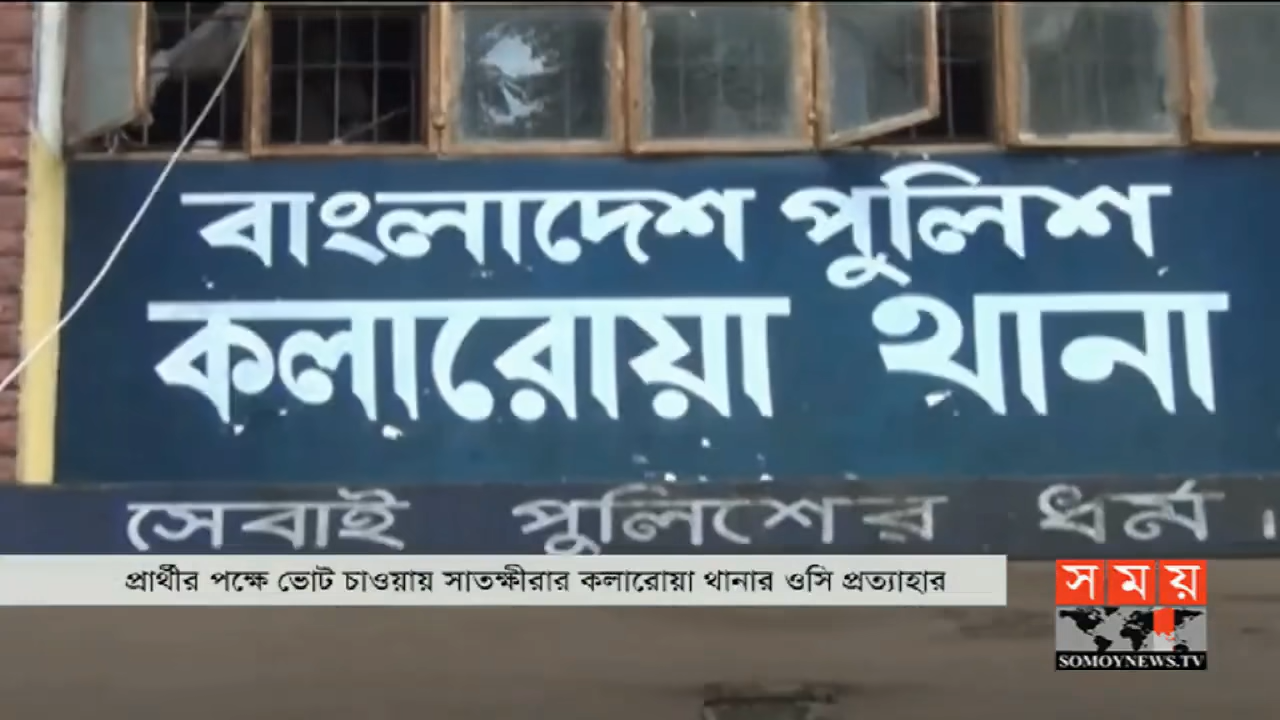 বাংলাদেশ পুলিশ
কলারোয়া থানা
সেবাই পুলিশের ধর্ম।
প্রার্থীর পক্ষে ভোট চাওয়ায় সাতক্ষীরার কলারোয়া থানার ওসি প্রত্যাহার
সময়
SOMOYNEWS.TV